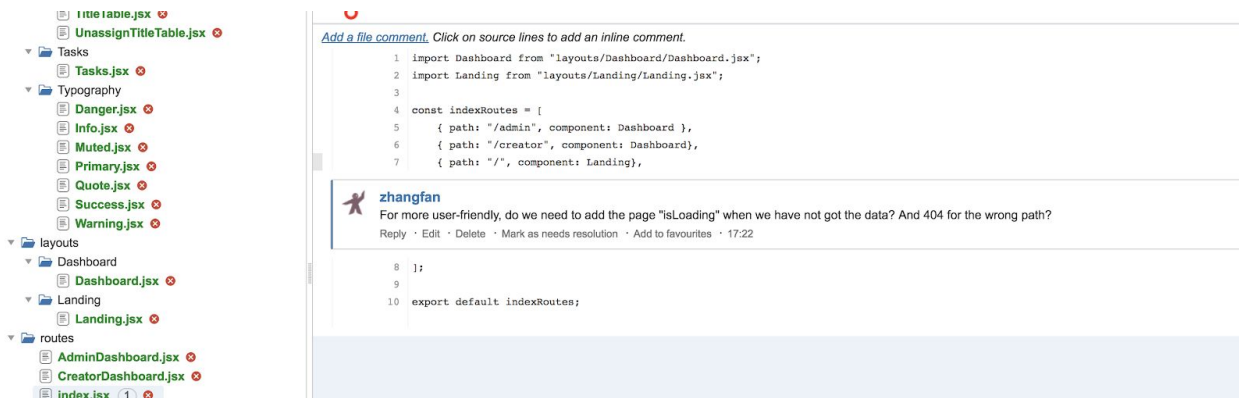 TitleTable.jsx
UnassignTitleTable.jsx
Tasks
Tasks.jsx
Typography
Danger.jsx
Info.jsx
Muted.jsx
Primary.jsx
Quote.jsx
Success.jsx
Warning.jsx
layouts
Dashboard
Dashboard.jsx
Landing
Landing.jsx
routes
AdminDashboard.jsx
CreatorDashboard.jsx
index.jsx 1
Add a file comment. Click on source lines to add an inline comment.
1 import Dashboard from "layouts/Dashboard/Dashboard.jsx";
2 import Landing from "layouts/Landing/Landing.jsx";
3
4 const indexRoutes = [
5 { path: "/admin", component: Dashboard },
6 { path: "/creator", component: Dashboard},
7 { path: "/", component: Landing},
zhangfan
For more user-friendly, do we need to add the page "isLoading" when we have not got the data? And 404 for the wrong path?
Reply · Edit · Delete · Mark as needs resolution · Add to favourites · 17:22
8 ];
9
10 export default indexRoutes;